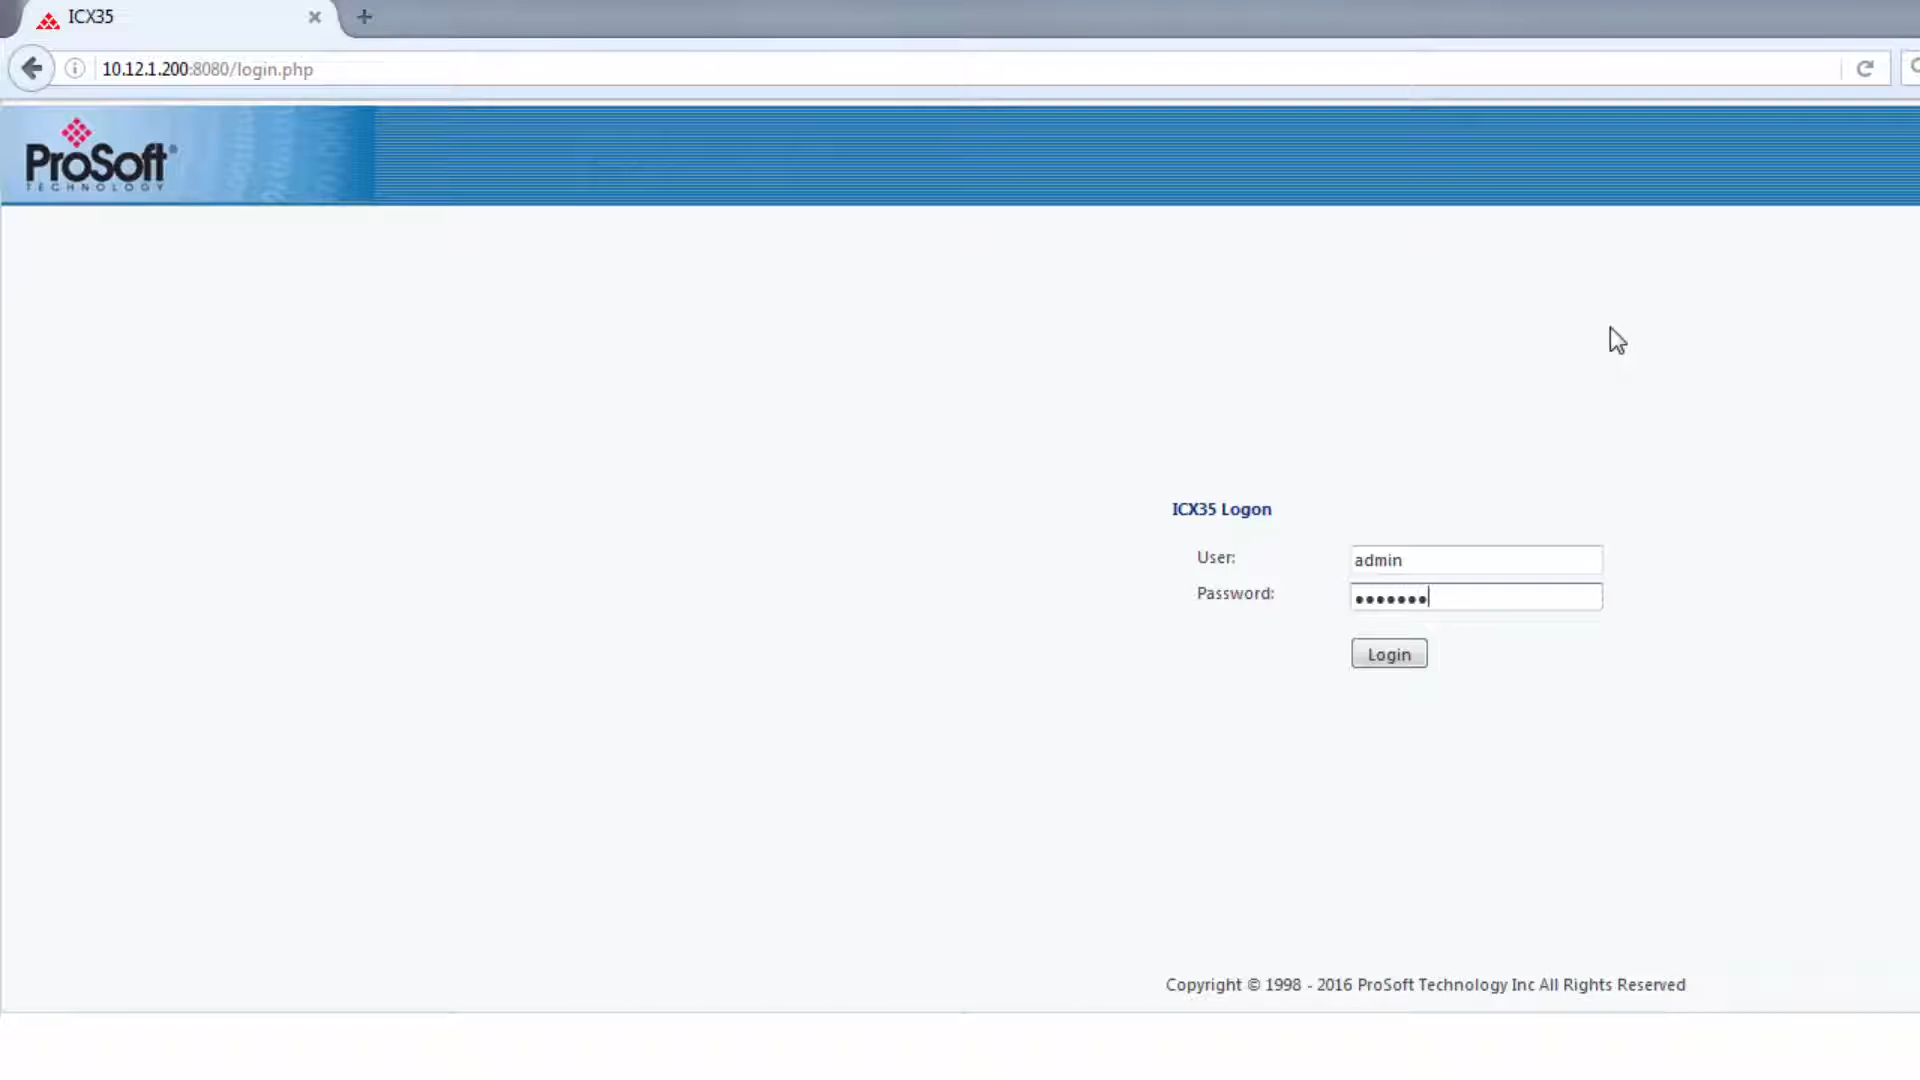 ICX35
10.12.1.200:8080/login.php
ProSoft®
TECHNOLOGY
ICX35 Logon
User: admin
Password: •••••••
Login
Copyright © 1998 - 2016 ProSoft Technology Inc All Rights Reserved